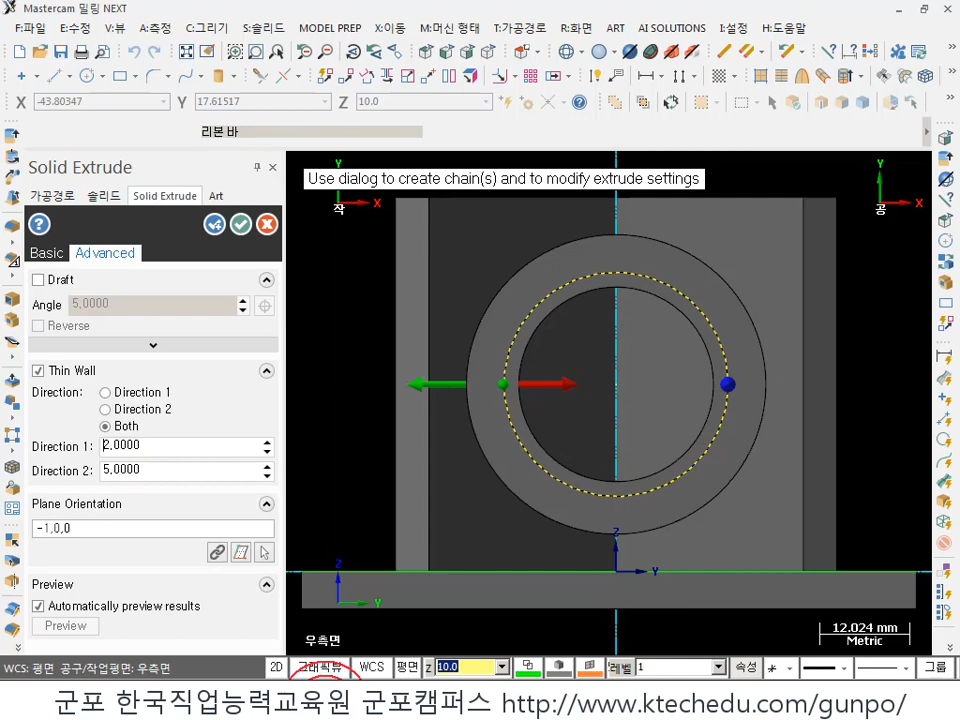 Mastercam 밀링 NEXT
F:파일 E:수정 V:뷰 A:측정 C:그리기 S:솔리드 MODEL PREP X:이동 M:머신 형태 T:가공경로 R:화면 ART AI SOLUTIONS I:설정 H:도움말
X -43.80347 Y 17.61517 Z 10.0
리본 바
Solid Extrude
가공경로 솔리드 Solid Extrude Art
Basic Advanced
Draft
Angle 5,0000
Reverse
Thin Wall
Direction: Direction 1
Direction 2
Both
Direction 1: 2,0000
Direction 2: 5,0000
Plane Orientation
-1,0,0
Preview
Automatically preview results
Preview
Y
Use dialog to create chain(s) and to modify extrude settings
X
작
Y
X
공
Z
Y
Z
Y
우측면
12.024 mm
Metric
WCS: 평면 공구/작업평면: 우측면 2D 그래픽뷰 WCS 평면 Z 10.0 레벨 1 속성 그룹
군포 한국직업능력교육원 군포캠퍼스 http://www.ktechedu.com/gunpo/